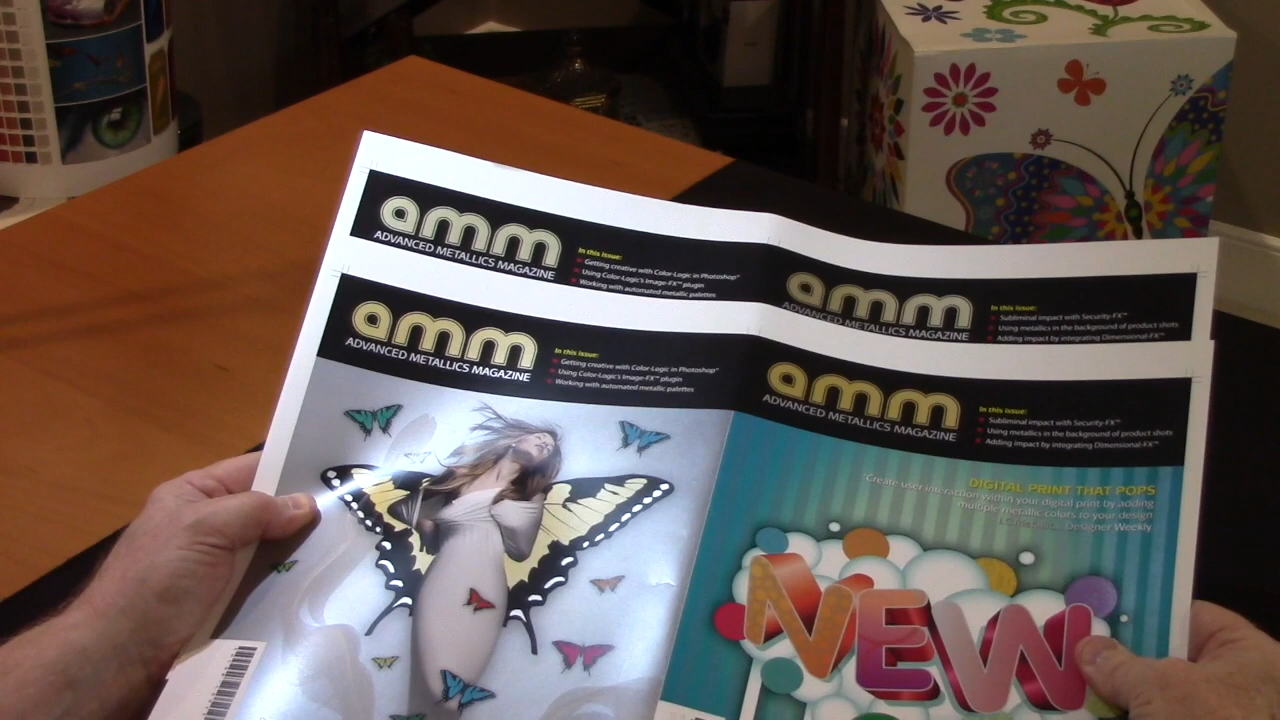 amm
ADVANCED METALLICS MAGAZINE
In this issue:
Getting creative with Color-Logic in Photoshop®
Using Color-Logic's Image-FX™ plugin
Working with automated metallic palettes
amm
ADVANCED METALLICS MAGAZINE
In this issue:
Subliminal impact with Security-FX™
Using metallics in the background of product shots
Adding impact by integrating Dimensional-FX™
amm
ADVANCED METALLICS MAGAZINE
In this issue:
Getting creative with Color-Logic in Photoshop®
Using Color-Logic's Image-FX™ plugin
Working with automated metallic palettes
amm
ADVANCED METALLICS MAGAZINE
In this issue:
Subliminal impact with Security-FX™
Using metallics in the background of product shots
Adding impact by integrating Dimensional-FX™
DIGITAL PRINT THAT POPS
"Create user interaction within your digital print by adding
multiple metallic colors to your design
Designer Weekly
NEW